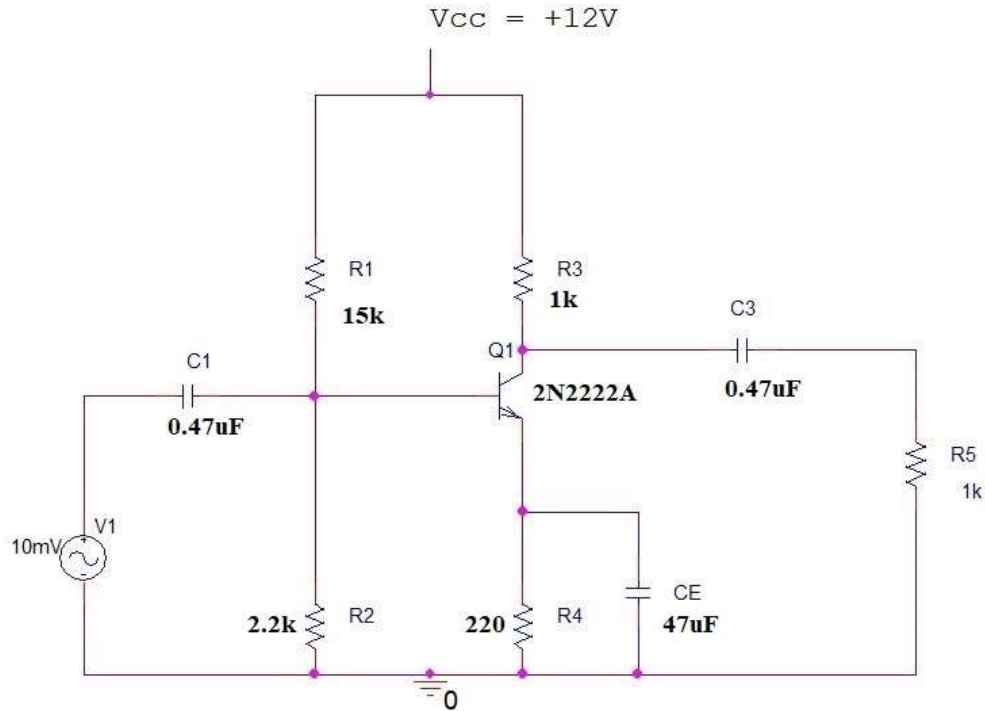 Vcc = +12V
R1
15k
R3
1k
C3
0.47uF
C1
0.47uF
Q1
2N2222A
R5
1k
V1
10mV
R2
2.2k
R4
220
CE
47uF
0